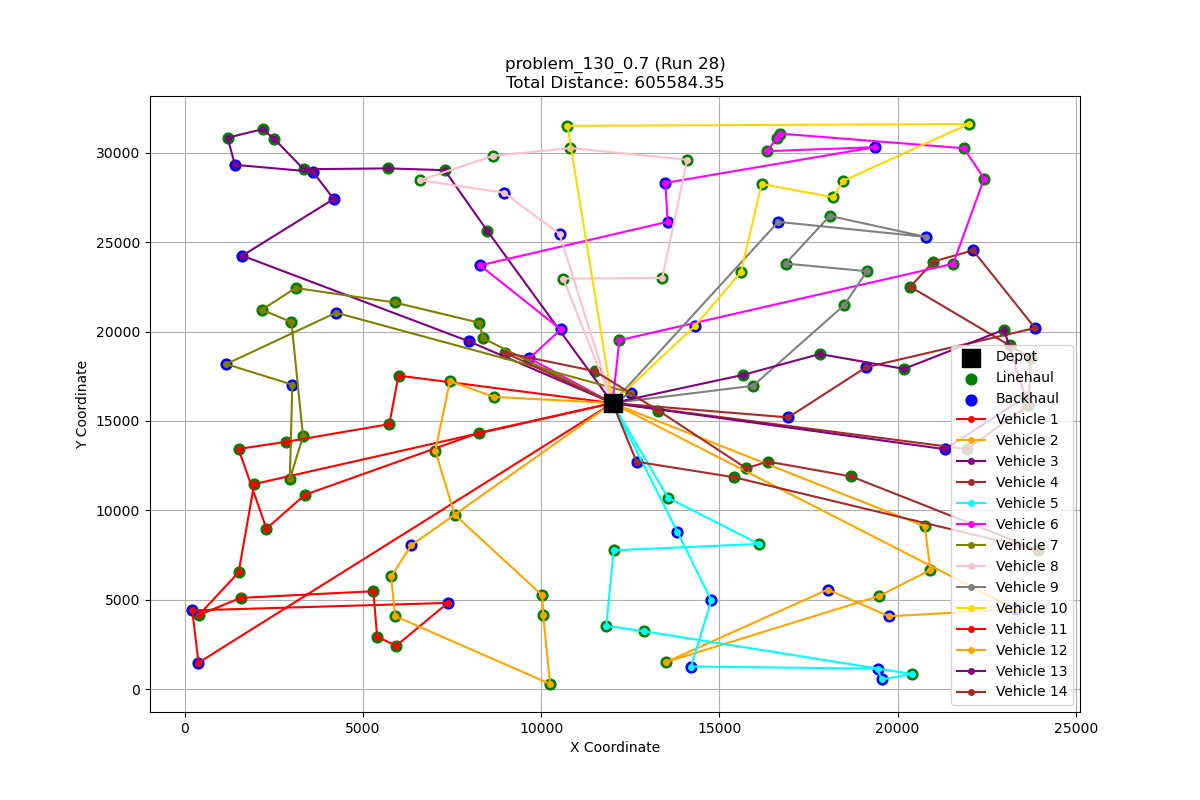 problem_130_0.7 (Run 28)
Total Distance: 605584.35
Y Coordinate
30000
25000
20000
15000
10000
5000
0
Depot
Linehaul
Backhaul
Vehicle 1
Vehicle 2
Vehicle 3
Vehicle 4
Vehicle 5
Vehicle 6
Vehicle 7
Vehicle 8
Vehicle 9
Vehicle 10
Vehicle 11
Vehicle 12
Vehicle 13
Vehicle 14
0
5000
10000
15000
20000
25000
X Coordinate